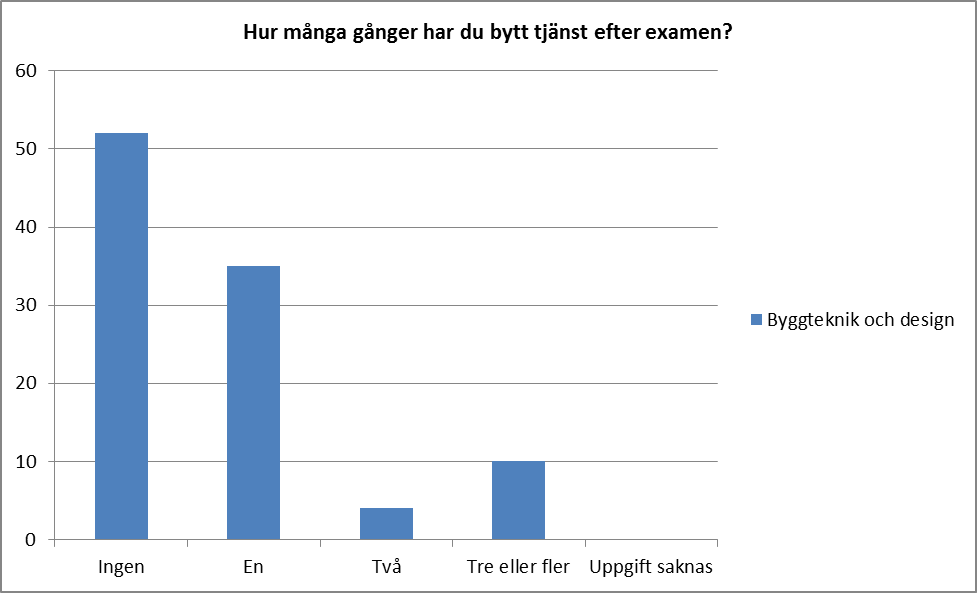 Hur många gånger har du bytt tjänst efter examen?
60
50
40
30
20
10
0
Ingen
En
Två
Tre eller fler
Uppgift saknas
Byggteknik och design